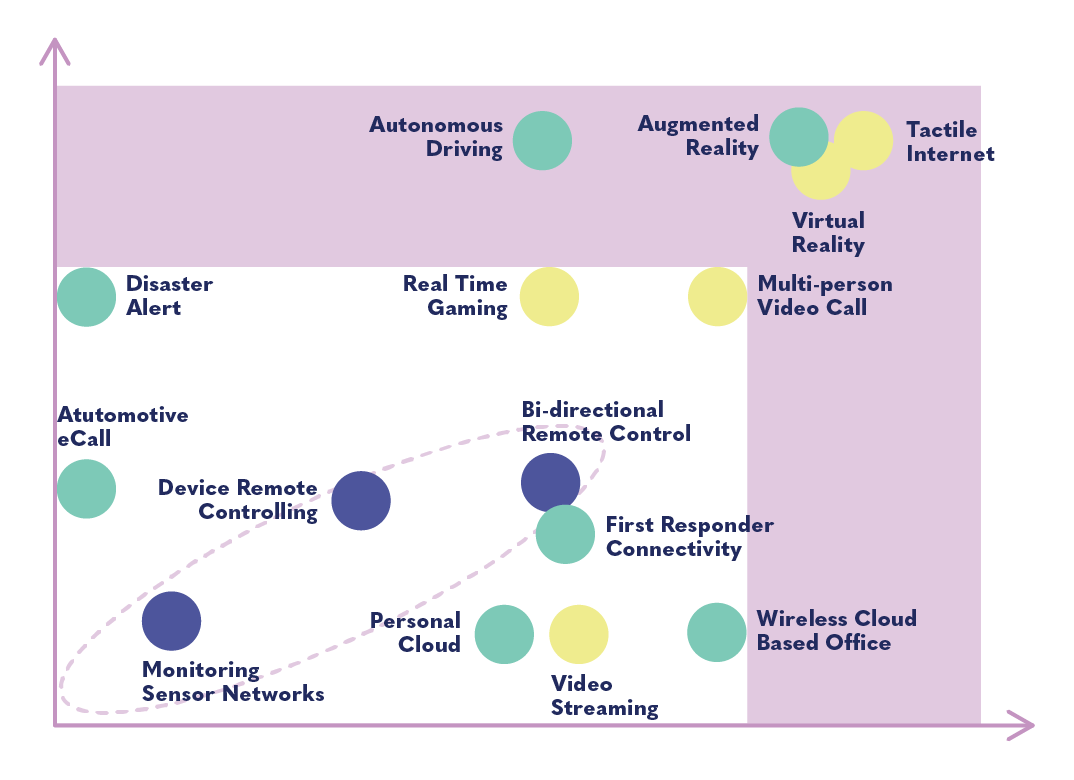 Autonomous
Driving
Augmented
Reality
Tactile
Internet
Virtual
Reality
Disaster
Alert
Real Time
Gaming
Multi-person
Video Call
Atutomotive
eCall
Bi-directional
Remote Control
Device Remote
Controlling
First Responder
Connectivity
Personal
Cloud
Wireless Cloud
Based Office
Monitoring
Sensor Networks
Video
Streaming